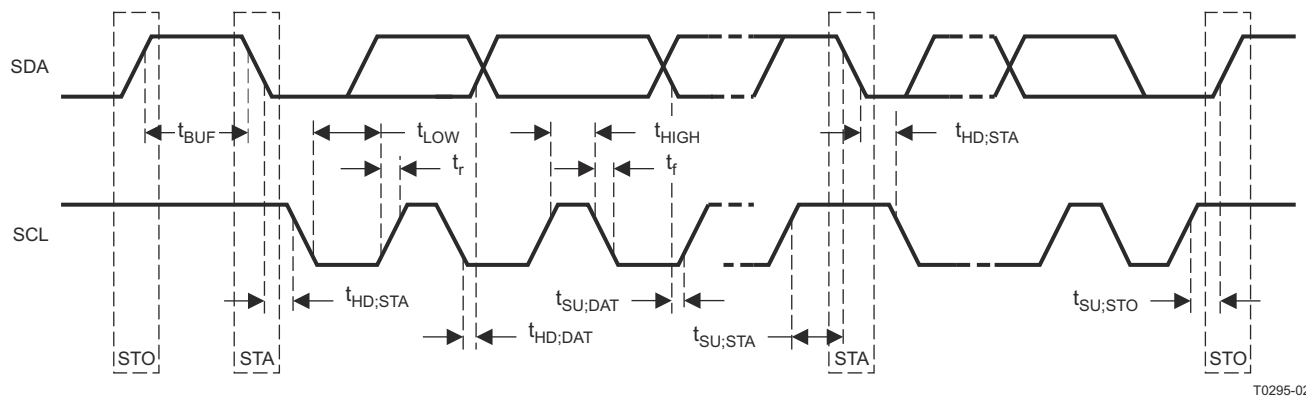 SDA
t_BUF
t_LOW
t_HIGH
t_HD;STA
t_r
t_f
SCL
t_HD;STA
t_SU;DAT
t_SU;STO
t_HD;DAT
t_SU;STA
STO
STA
STA
STO
T0295-02